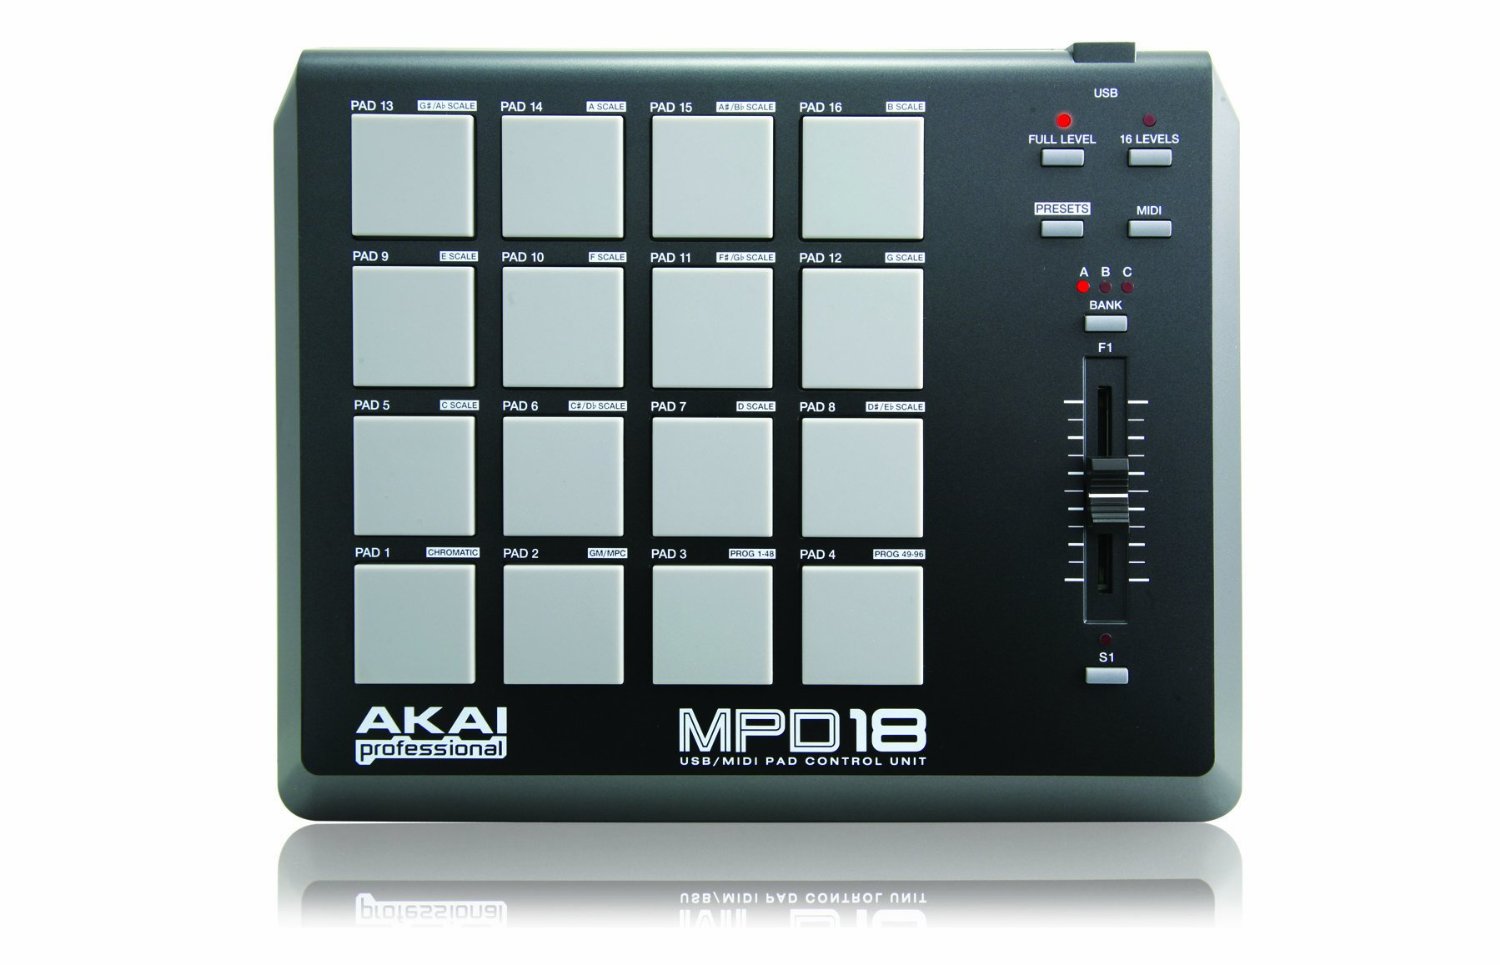 USB
PAD 13 G♯/A♭ SCALE PAD 14 A SCALE PAD 15 A♯/B♭ SCALE PAD 16 B SCALE
FULL LEVEL 16 LEVELS
PRESETS MIDI
PAD 9 E SCALE PAD 10 F SCALE PAD 11 F♯/G♭ SCALE PAD 12 G SCALE
A B C
BANK
F1
PAD 5 C SCALE PAD 6 C♯/D♭ SCALE PAD 7 D SCALE PAD 8 D♯/E♭ SCALE
PAD 1 CHROMATIC PAD 2 GM/MPC PAD 3 PROG 1-48 PAD 4 PROG 49-96
S1
AKAI
professional
MPD18
USB/MIDI PAD CONTROL UNIT